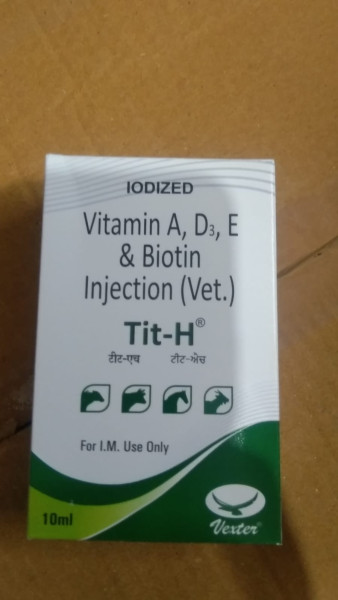 IODIZED
Vitamin A, D₃, E
& Biotin
Injection (Vet.)
Tit-H®
टीट-एच ਟੀਟ-ਐਚ
For I.M. Use Only
10ml
Vexter®